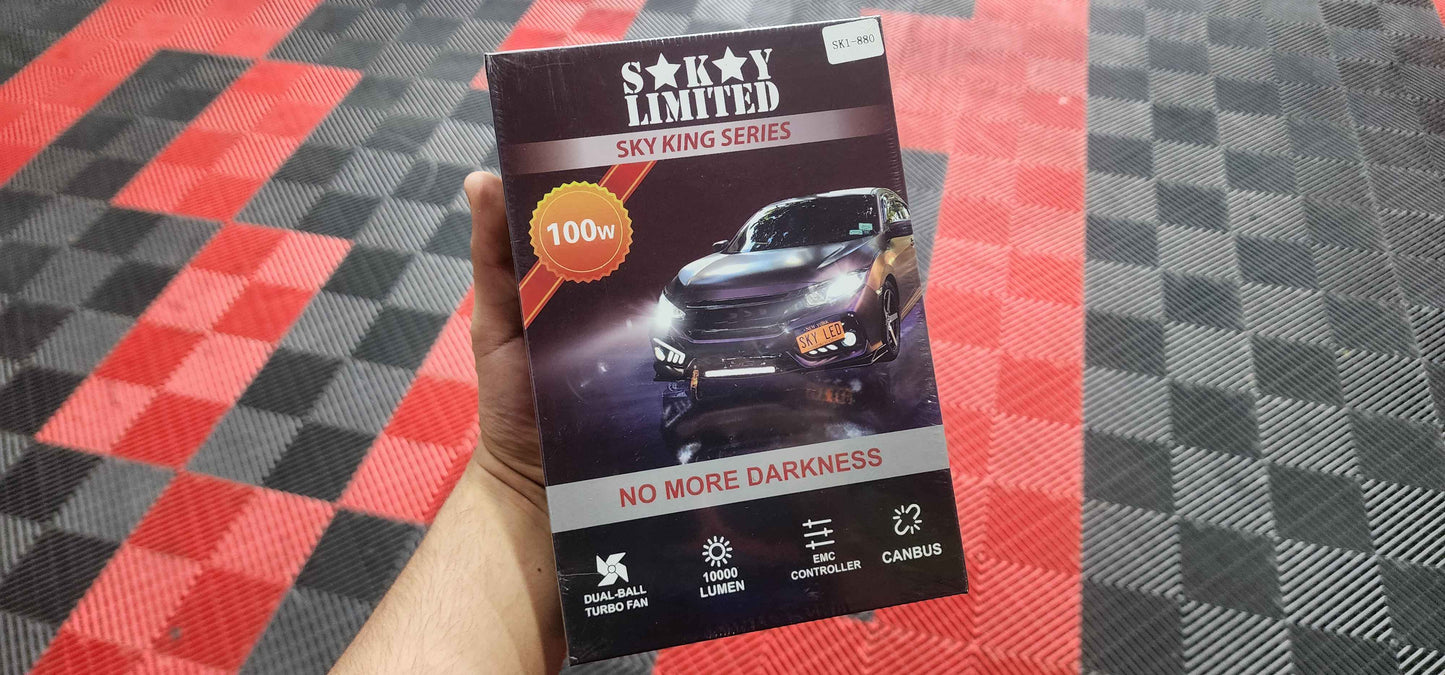 SK1-880
S★K★Y
LIMITED
SKY KING SERIES
100W
SKY LED
NO MORE DARKNESS
DUAL-BALL
TURBO FAN
10000
LUMEN
EMC
CONTROLLER
CANBUS